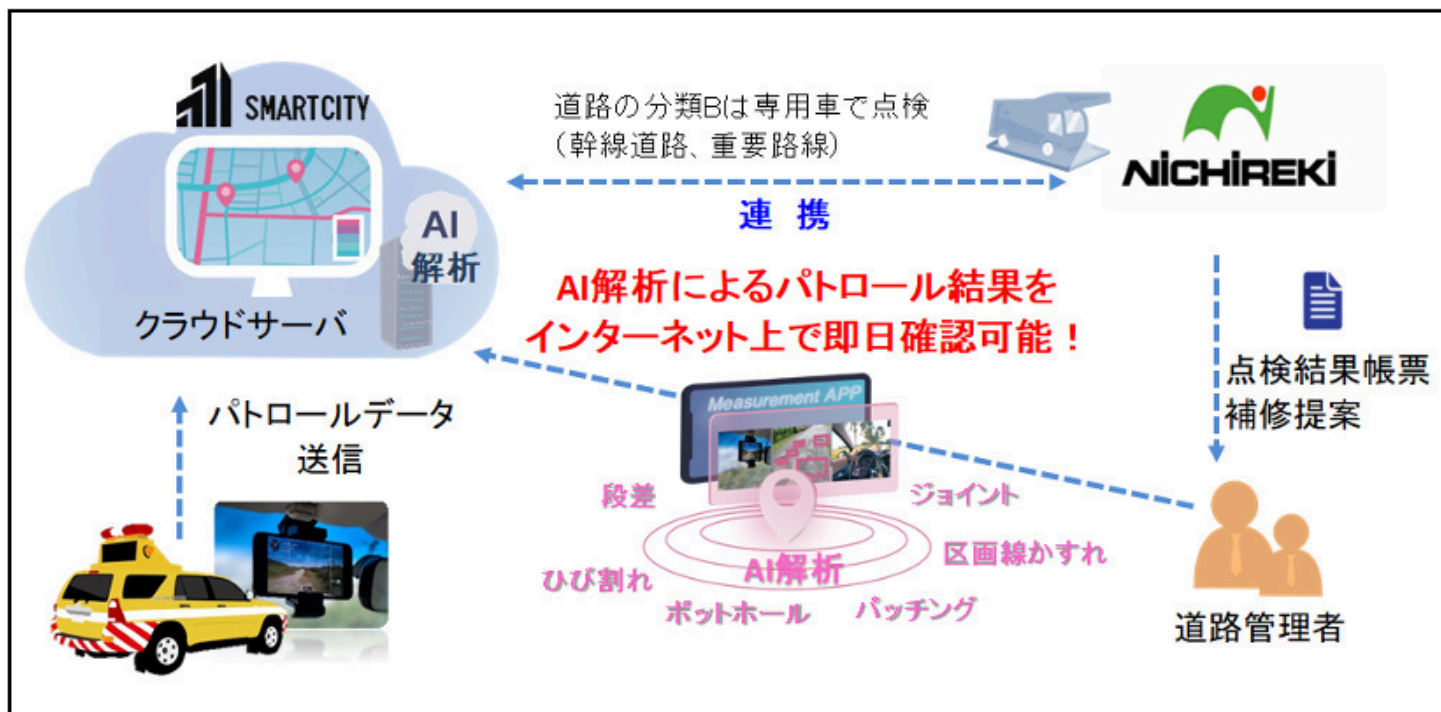 SMARTCITY
AI
解析
クラウドサーバ
道路の分類Bは専用車で点検
（幹線道路、重要路線）
連 携
NICHIREKI
AI解析によるパトロール結果を
インターネット上で即日確認可能！
点検結果帳票
補修提案
パトロールデータ
送信
Measurement APP
段差
ジョイント
ひび割れ
AI解析
区画線かすれ
ポットホール
パッチング
道路管理者